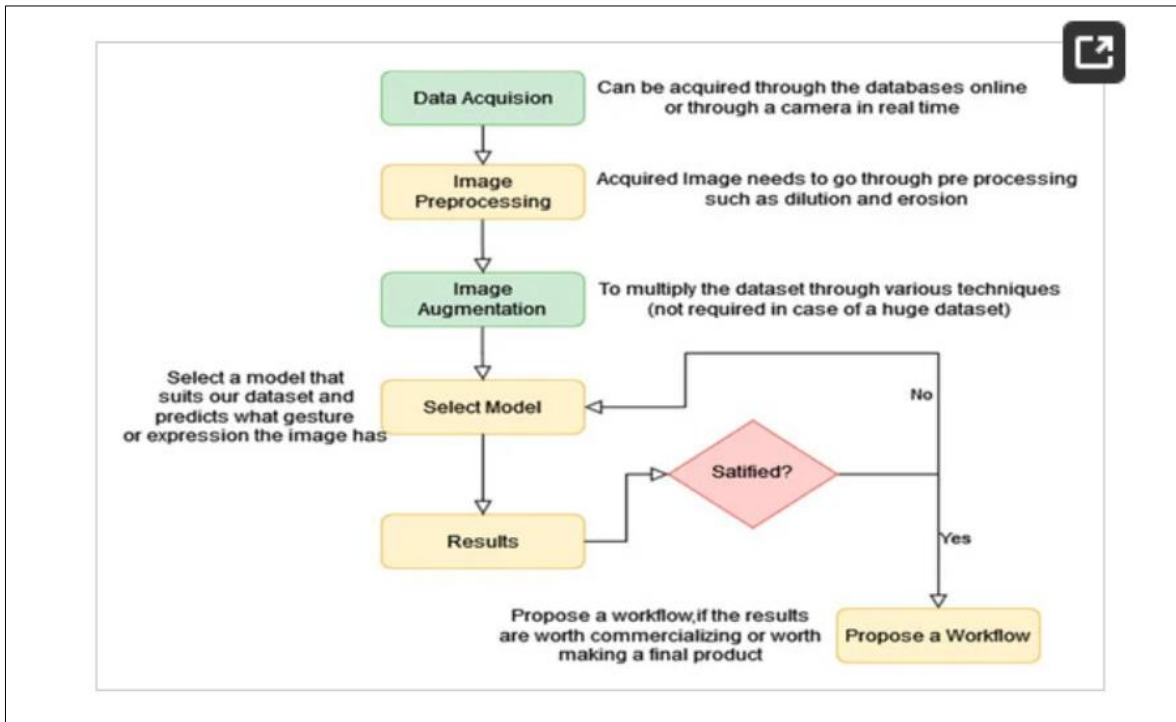 Data Acquision
Can be acquired through the databases online
or through a camera in real time
Image
Preprocessing
Acquired Image needs to go through pre processing
such as dilution and erosion
Image
Augmentation
To multiply the dataset through various techniques
(not required in case of a huge dataset)
Select a model that
suits our dataset and
predicts what gesture
or expression the image has
Select Model
No
Satified?
Results
Yes
Propose a workflow,if the results
are worth commercializing or worth
making a final product
Propose a Workflow